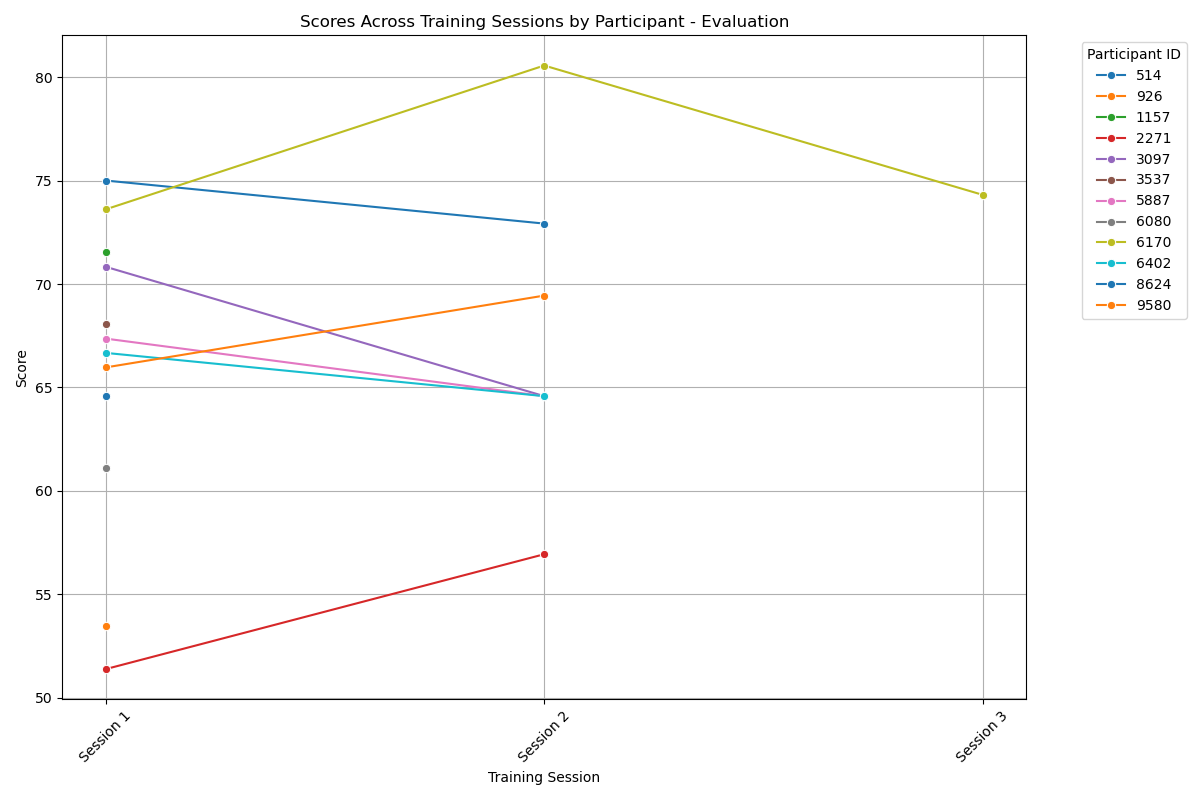 Scores Across Training Sessions by Participant - Evaluation
Participant ID
514
926
1157
2271
3097
3537
5887
6080
6170
6402
8624
9580
Score
80
75
70
65
60
55
50
Session 1
Session 2
Session 3
Training Session